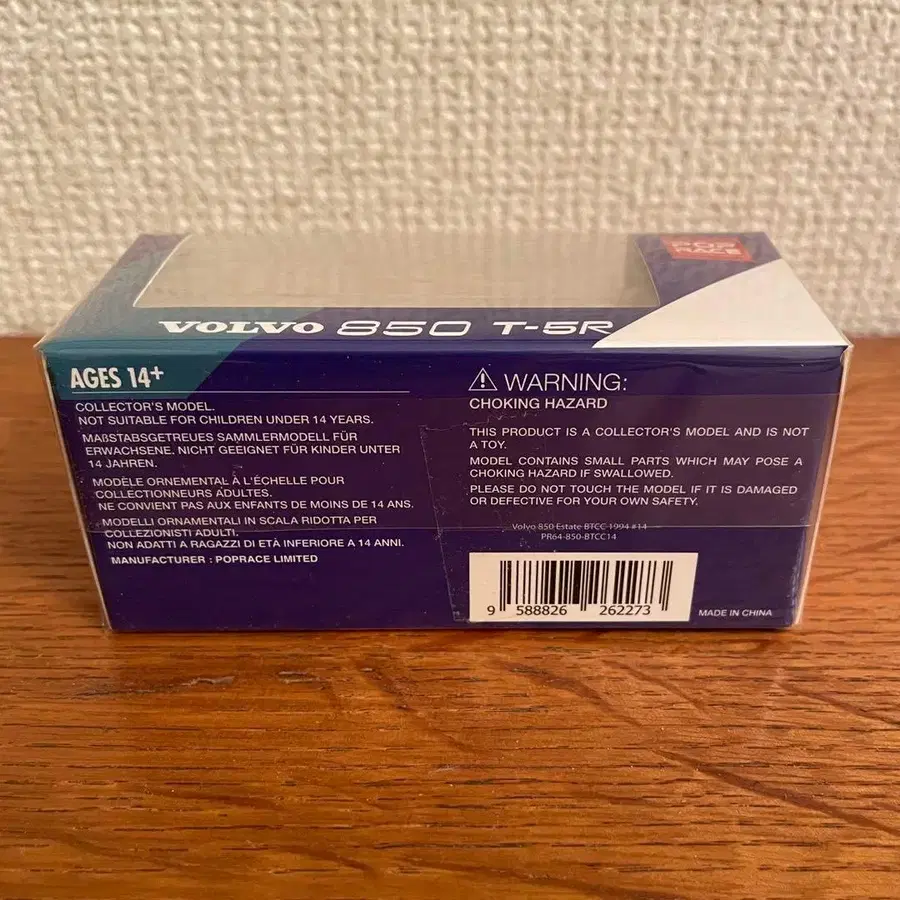 POP
RACE
VOLVO 850 T-5R
AGES 14+
COLLECTOR'S MODEL.
NOT SUITABLE FOR CHILDREN UNDER 14 YEARS.
MAßSTABSGETREUES SAMMLERMODELL FÜR
ERWACHSENE. NICHT GEEIGNET FÜR KINDER UNTER
14 JAHREN.
MODÈLE ORNEMENTAL À L'ÉCHELLE POUR
COLLECTIONNEURS ADULTES.
NE CONVIENT PAS AUX ENFANTS DE MOINS DE 14 ANS.
MODELLI ORNAMENTALI IN SCALA RIDOTTA PER
COLLEZIONISTI ADULTI.
NON ADATTI A RAGAZZI DI ETÀ INFERIORE A 14 ANNI.
MANUFACTURER : POPRACE LIMITED
⚠ WARNING:
CHOKING HAZARD
THIS PRODUCT IS A COLLECTOR'S MODEL AND IS NOT
A TOY.
MODEL CONTAINS SMALL PARTS WHICH MAY POSE A
CHOKING HAZARD IF SWALLOWED.
PLEASE DO NOT TOUCH THE MODEL IF IT IS DAMAGED
OR DEFECTIVE FOR YOUR OWN SAFETY.
Volvo 850 Estate BTCC 1994 #14
PR64-850-BTCC14
9 588826 262273
MADE IN CHINA